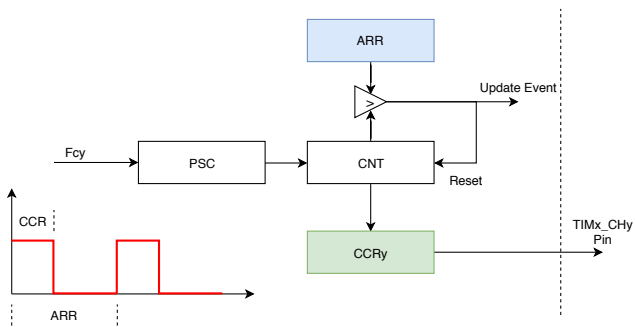 ARR
>
Update Event
Fcy
PSC
CNT
Reset
CCR
CCRy
TIMx_CHy
Pin
ARR